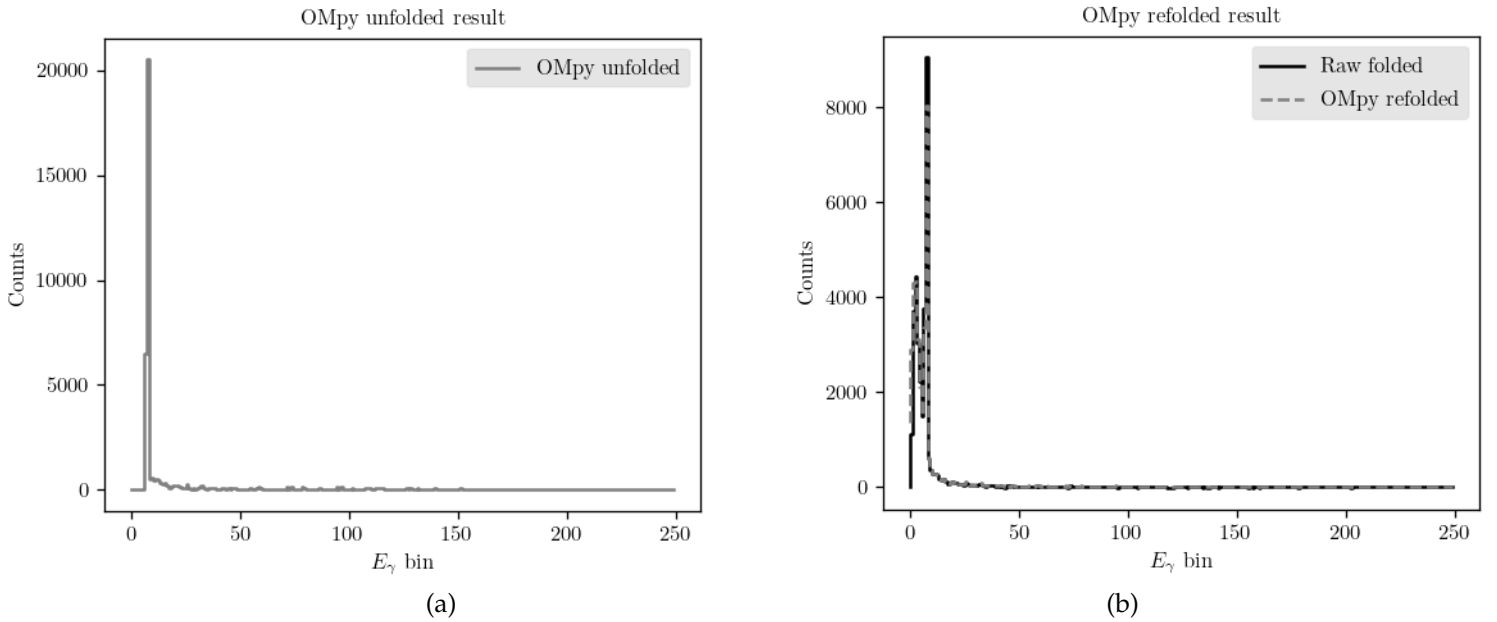 OMpy unfolded result
OMpy unfolded
20000
15000
10000
5000
0
Counts
0 50 100 150 200 250
E_γ bin
(a)
OMpy refolded result
Raw folded
OMpy refolded
8000
6000
4000
2000
0
Counts
0 50 100 150 200 250
E_γ bin
(b)